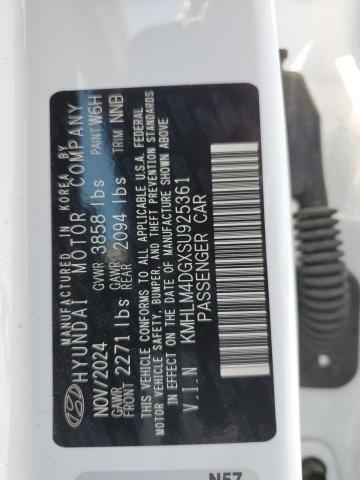 MANUFACTURED IN KOREA BY
HYUNDAI MOTOR COMPANY
NOV/2024 GVWR 3858 lbs PAINT W6H
GAWR FRONT 2271 lbs GAWR REAR 2094 lbs TRIM NNB
THIS VEHICLE CONFORMS TO ALL APPLICABLE U.S.A. FEDERAL
MOTOR VEHICLE SAFETY, BUMPER, AND THEFT PREVENTION STANDARDS
IN EFFECT ON THE DATE OF MANUFACTURE SHOWN ABOVE.
V.I.N KMHLM4DGXSU925361
PASSENGER CAR
N57